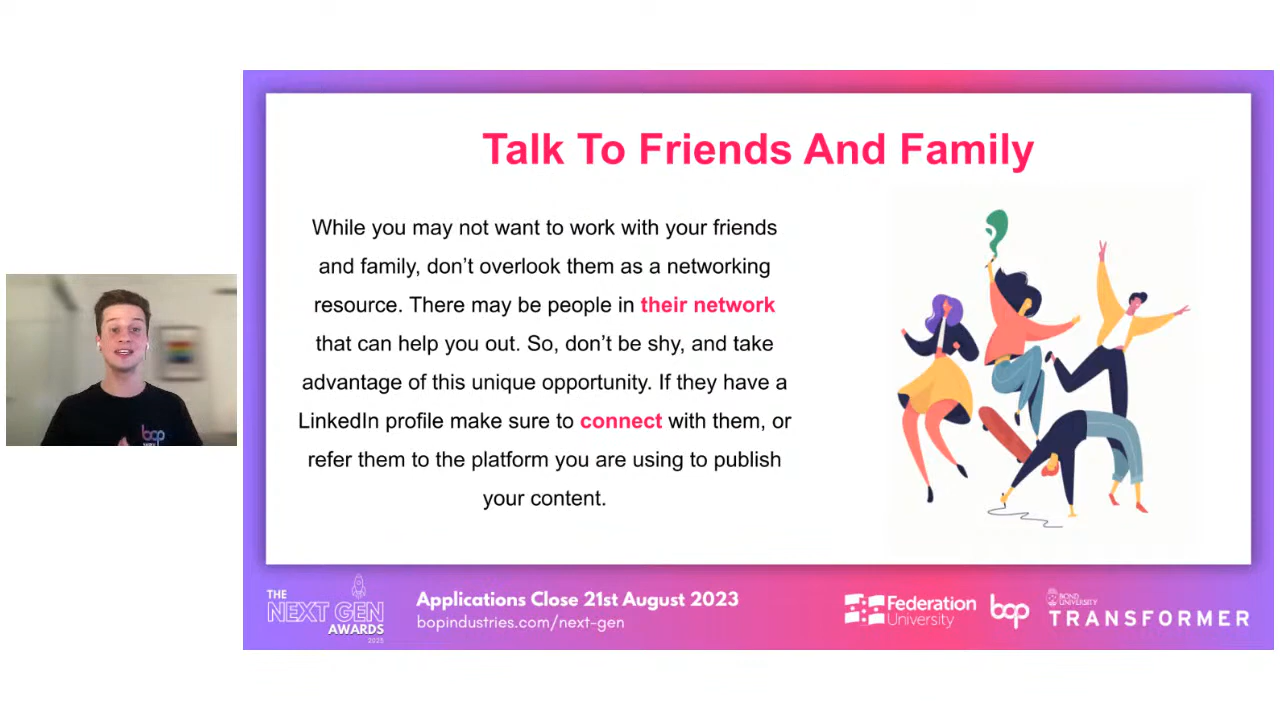 Talk To Friends And Family
While you may not want to work with your friends
and family, don’t overlook them as a networking
resource. There may be people in their network
that can help you out. So, don’t be shy, and take
advantage of this unique opportunity. If they have a
LinkedIn profile make sure to connect with them, or
refer them to the platform you are using to publish
your content.
bop
THE
NEXT GEN
AWARDS
2023
Applications Close 21st August 2023
bopindustries.com/next-gen
Federation
University
bop
BOND
UNIVERSITY
TRANSFORMER